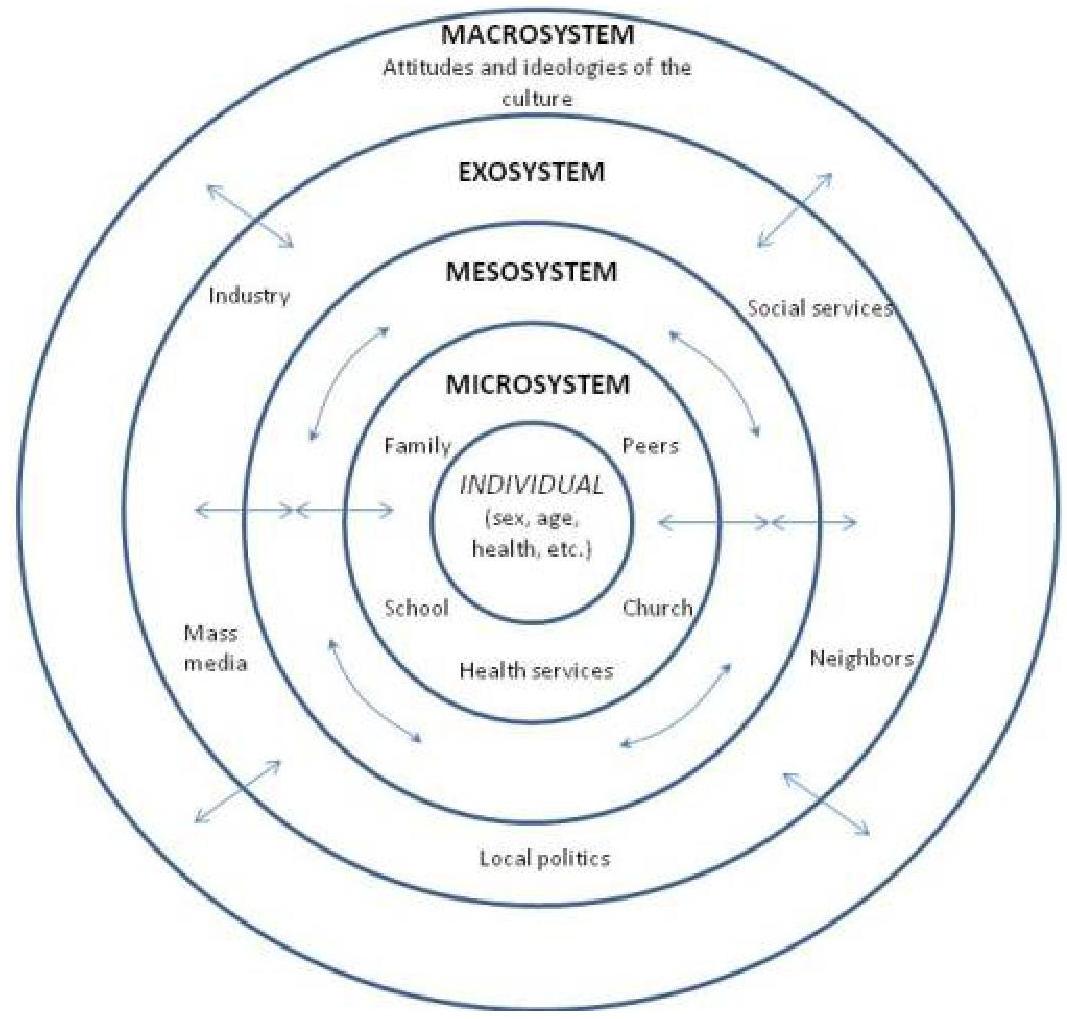 MACROSYSTEM
Attitudes and ideologies of the
culture
EXOSYSTEM
MESOSYSTEM
Industry
Social services
MICROSYSTEM
Family
Peers
INDIVIDUAL
(sex, age,
health, etc.)
School
Church
Mass
media
Neighbors
Health services
Local politics